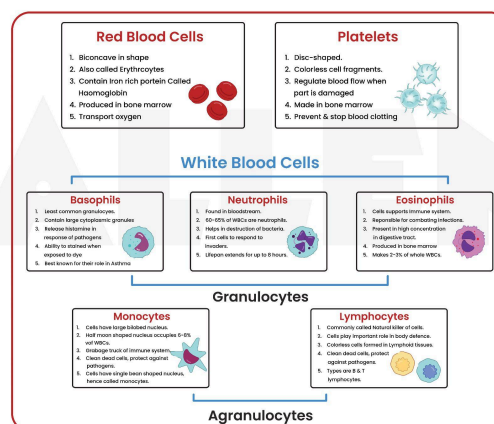 Red Blood Cells
1. Biconcave in shape
2. Also called Erythrcoytes
3. Contain Iron rich portein Called
Haomoglobin
4. Produced in bone marrow
5. Transport oxygen
Platelets
1. Disc-shaped.
2. Colorless cell fragments.
3. Regulate blood flow when
part is damaged
4. Made in bone marrow
5. Prevent & stop blood clotting
White Blood Cells
Basophils
1. Least common granulocyes.
2. Contain large cytoplasmic granules
3. Release histamine in
response of pathogens
4. Ability to stained when
exposed to dye
5. Best known for their role in Asthma
Neutrophils
1. Found in bloodstream.
2. 60-65% of WBCs are neutrophils.
3. Helps in destruction of bacteria.
4. First cells to respond to
invaders.
5. Lifepan extends for up to 8 hours.
Eosinophils
1. Cells supports immune system.
2. Reponsible for combating infections.
3. Present in high concentration
in digestive tract.
4. Produced in bone marrow
5. Makes 2-3% of whole WBCs.
Granulocytes
Monocytes
1. Cells have large bilobed nucleus.
2. Half moon shaped nucleus occupies 6-8%
vof WBCs.
3. Grabage truck of immune system.
4. Clean dead cells, protect against
pathogens.
5. Cells have single bean shaped nucleus,
hence called monocytes.
Lymphocytes
1. Commonly called Natural killer of cells.
2. Cells play important role in body defence.
3. Colorless cells formed in Lymphoid tissues.
4. Clean dead cells, protect
against pathogens.
5. Types are B & T
lymphocytes.
Agranulocytes